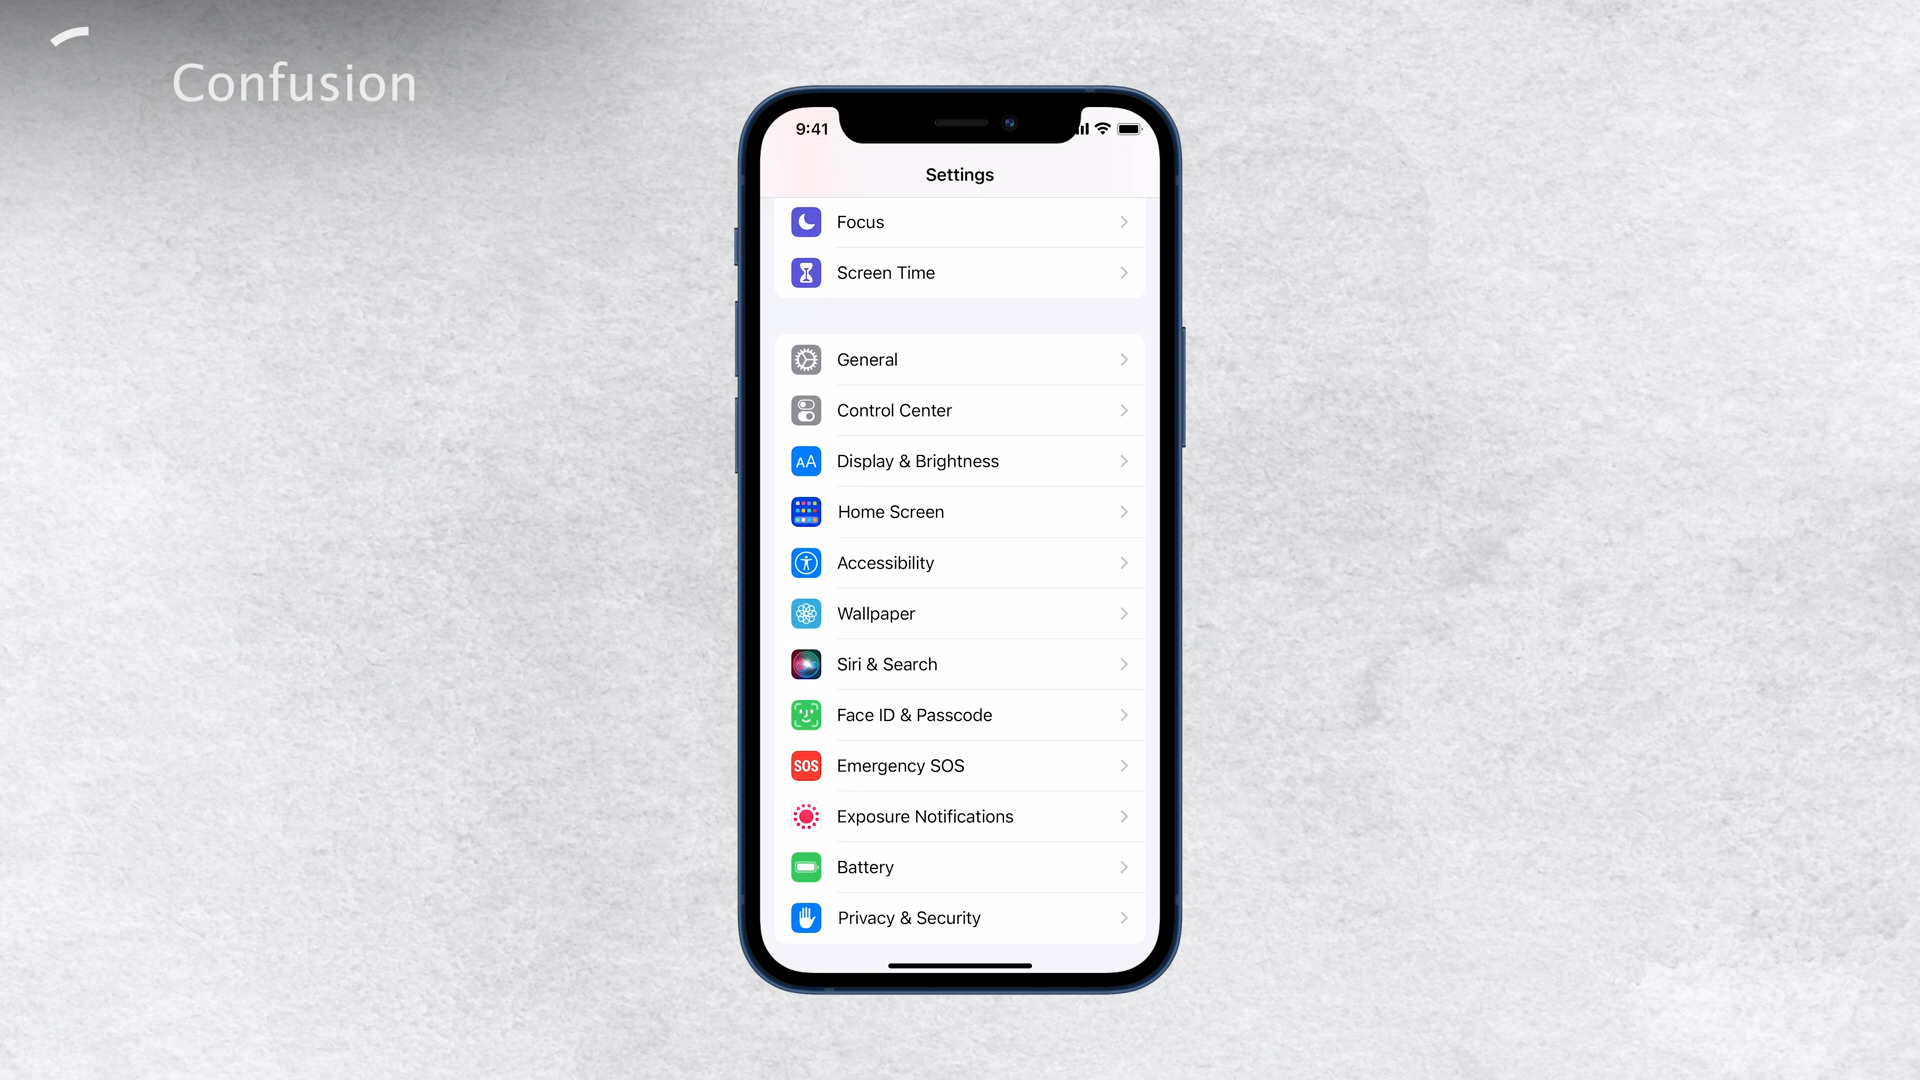 Confusion
9:41
Settings
Focus
Screen Time
General
Control Center
AA Display & Brightness
Home Screen
Accessibility
Wallpaper
Siri & Search
Face ID & Passcode
SOS Emergency SOS
Exposure Notifications
Battery
Privacy & Security